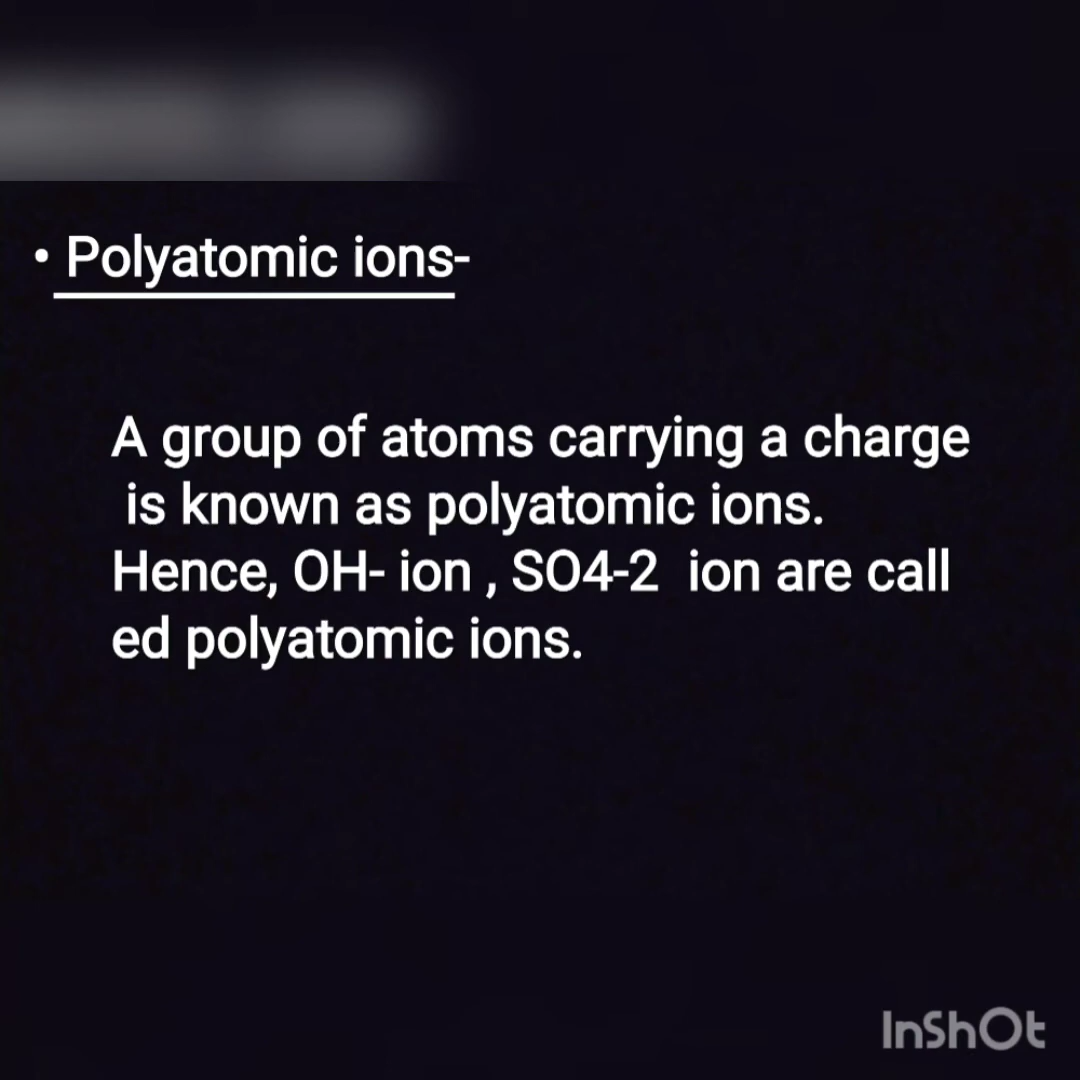 • Polyatomic ions-
A group of atoms carrying a charge
is known as polyatomic ions.
Hence, OH- ion , SO4-2 ion are call
ed polyatomic ions.
InShOt